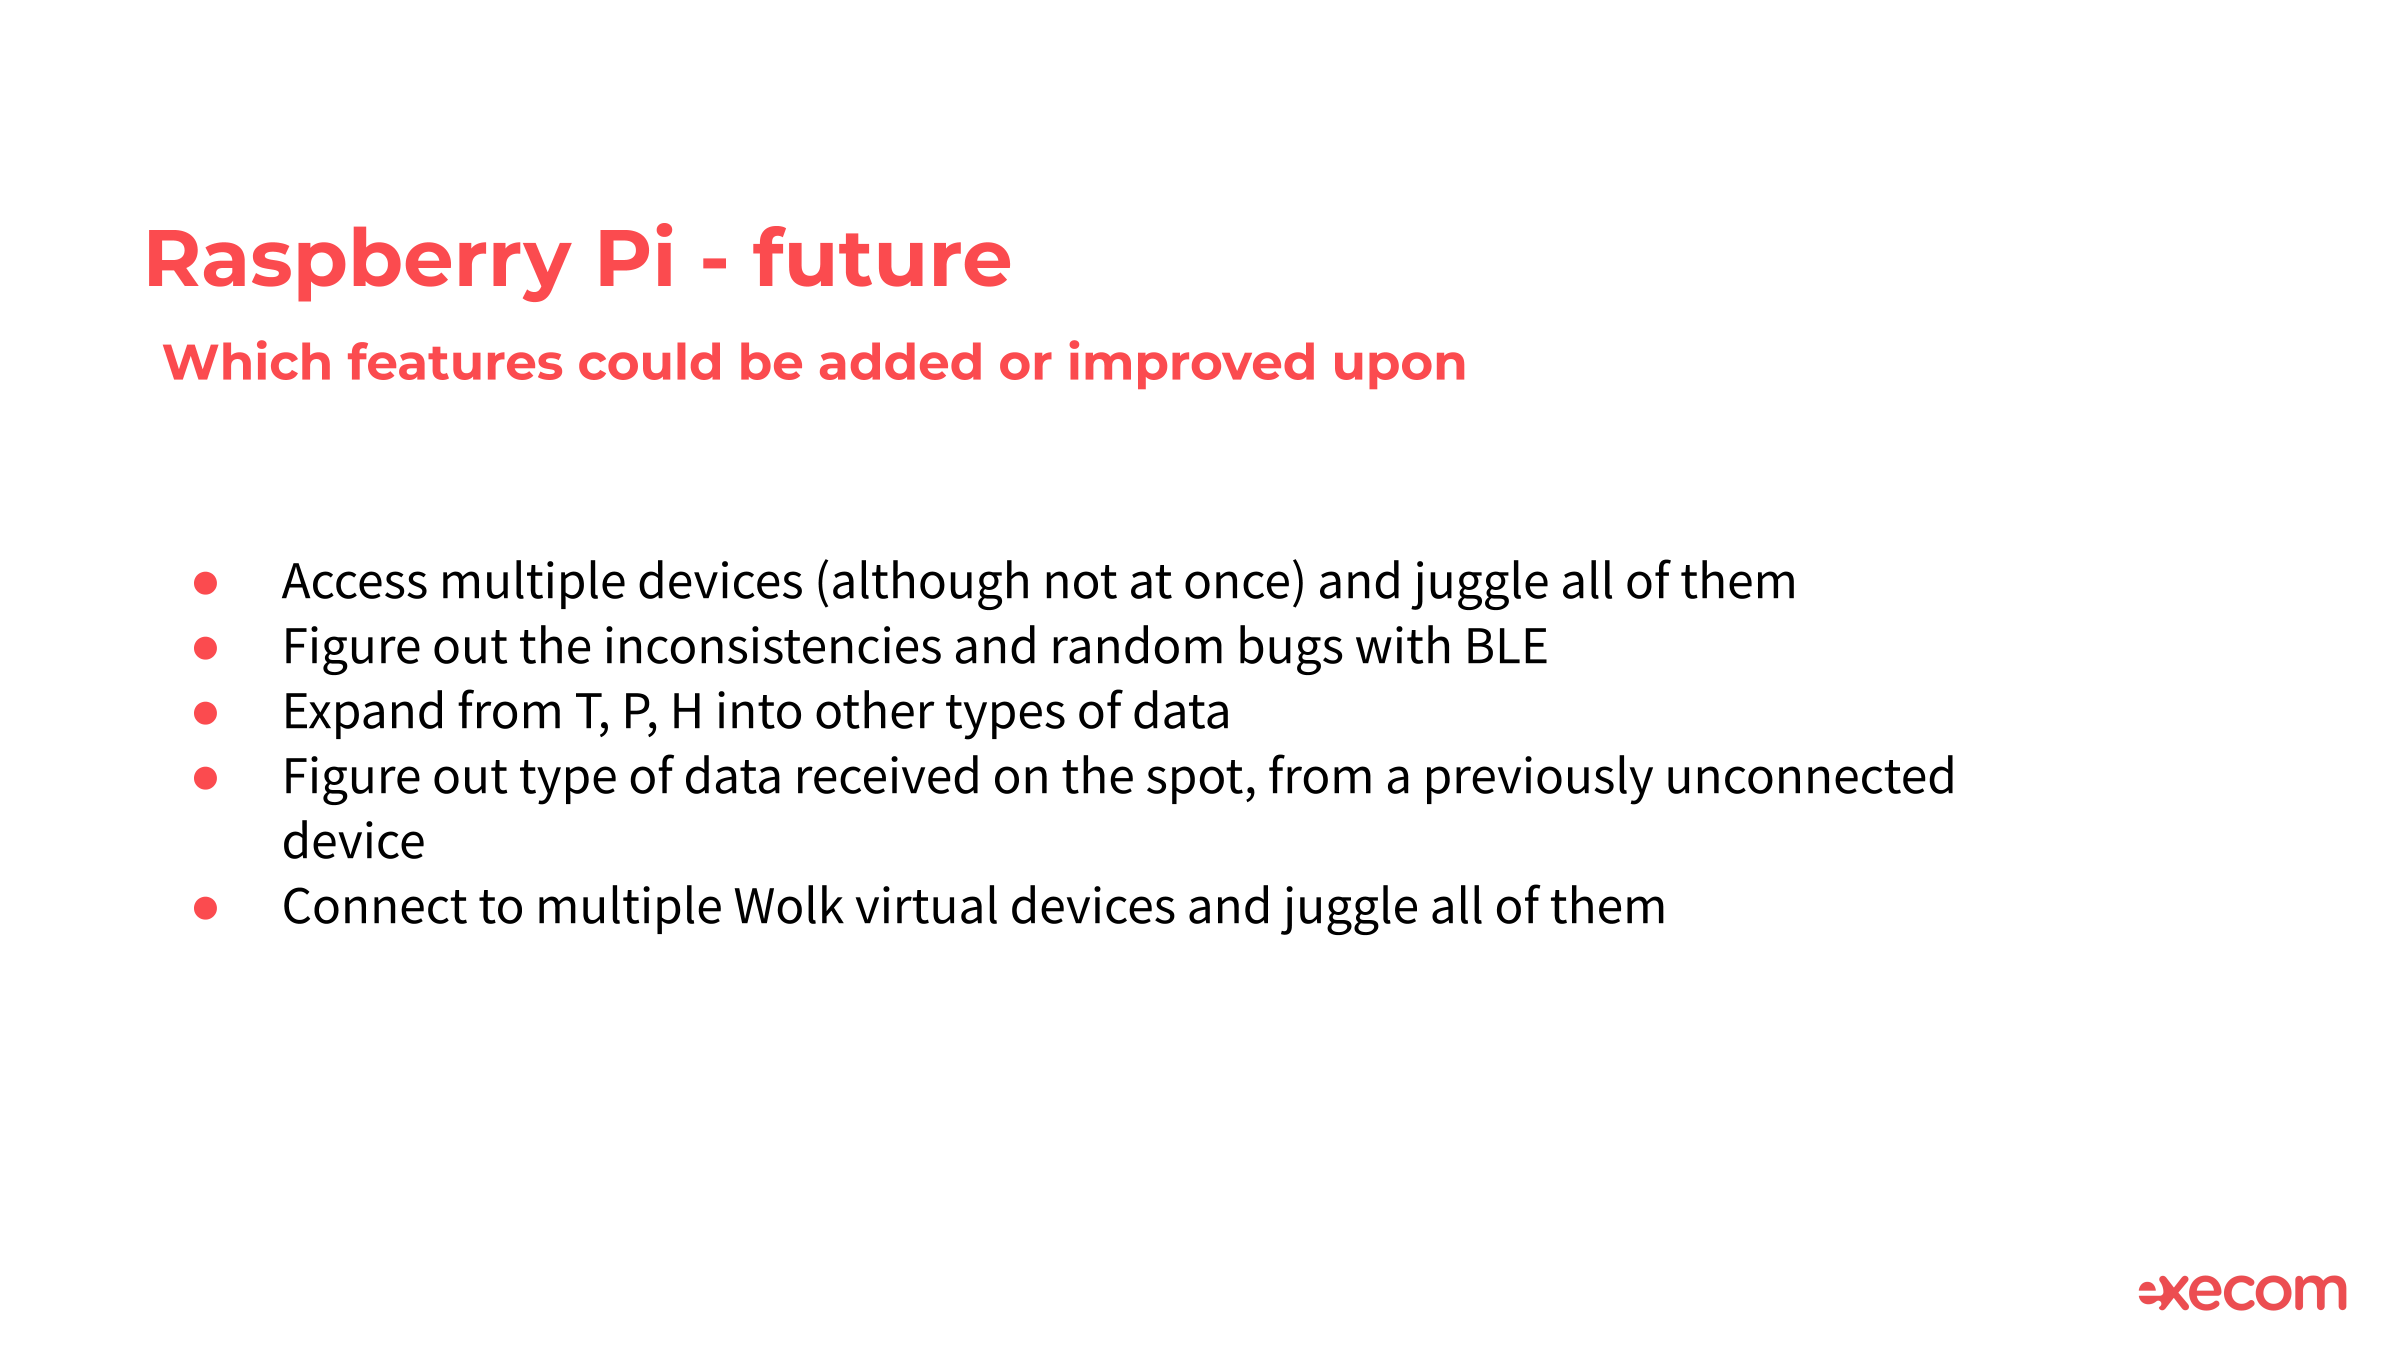 Raspberry Pi - future
Which features could be added or improved upon
● Access multiple devices (although not at once) and juggle all of them
● Figure out the inconsistencies and random bugs with BLE
● Expand from T, P, H into other types of data
● Figure out type of data received on the spot, from a previously unconnected
device
● Connect to multiple Wolk virtual devices and juggle all of them
execom